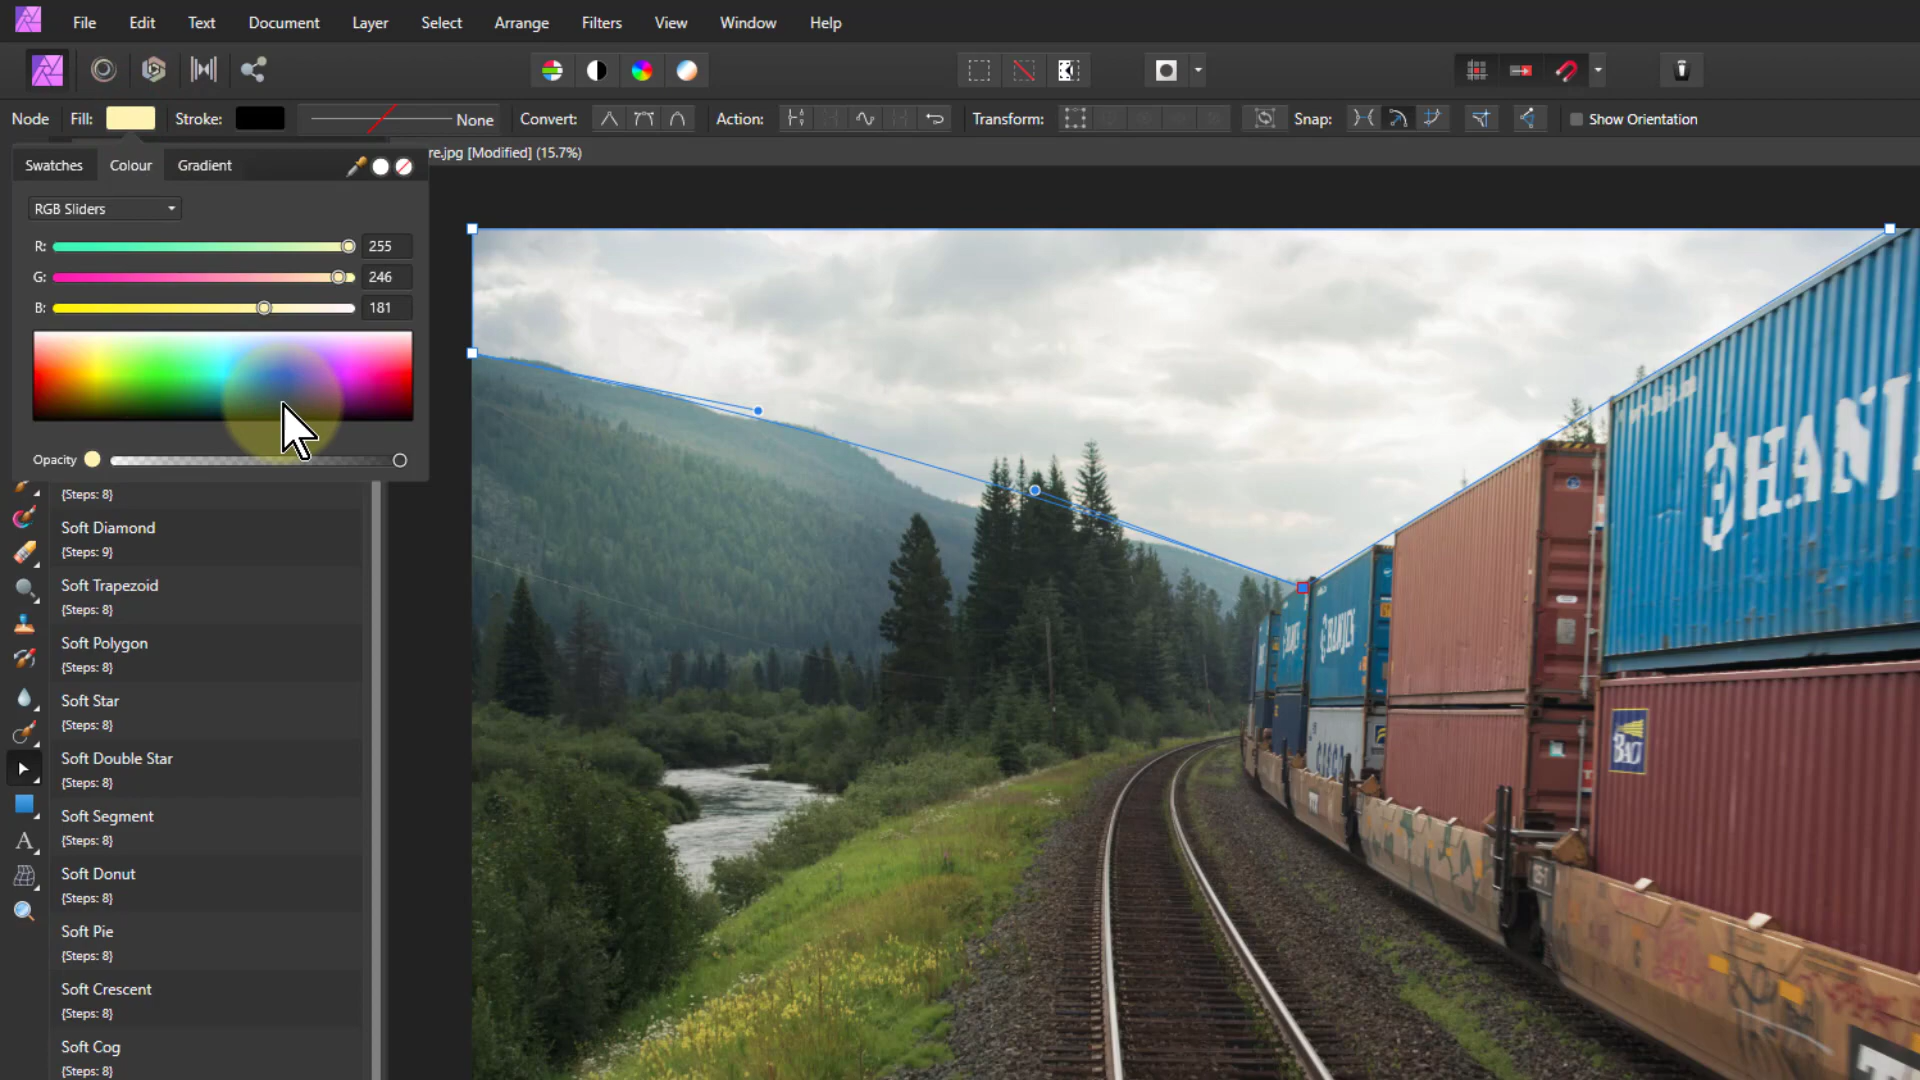 File Edit Text Document Layer Select Arrange Filters View Window Help
Node Fill: Stroke: None Convert: Action: Transform: Snap: Show Orientation
re.jpg [Modified] (15.7%)
Swatches Colour Gradient
RGB Sliders
R: 255
G: 246
B: 181
Opacity
{Steps: 8}
Soft Diamond
{Steps: 9}
Soft Trapezoid
{Steps: 8}
Soft Polygon
{Steps: 8}
Soft Star
{Steps: 8}
Soft Double Star
{Steps: 8}
Soft Segment
{Steps: 8}
Soft Donut
{Steps: 8}
Soft Pie
{Steps: 8}
Soft Crescent
{Steps: 8}
Soft Cog
{Steps: 8}
HANJ
HANJIN